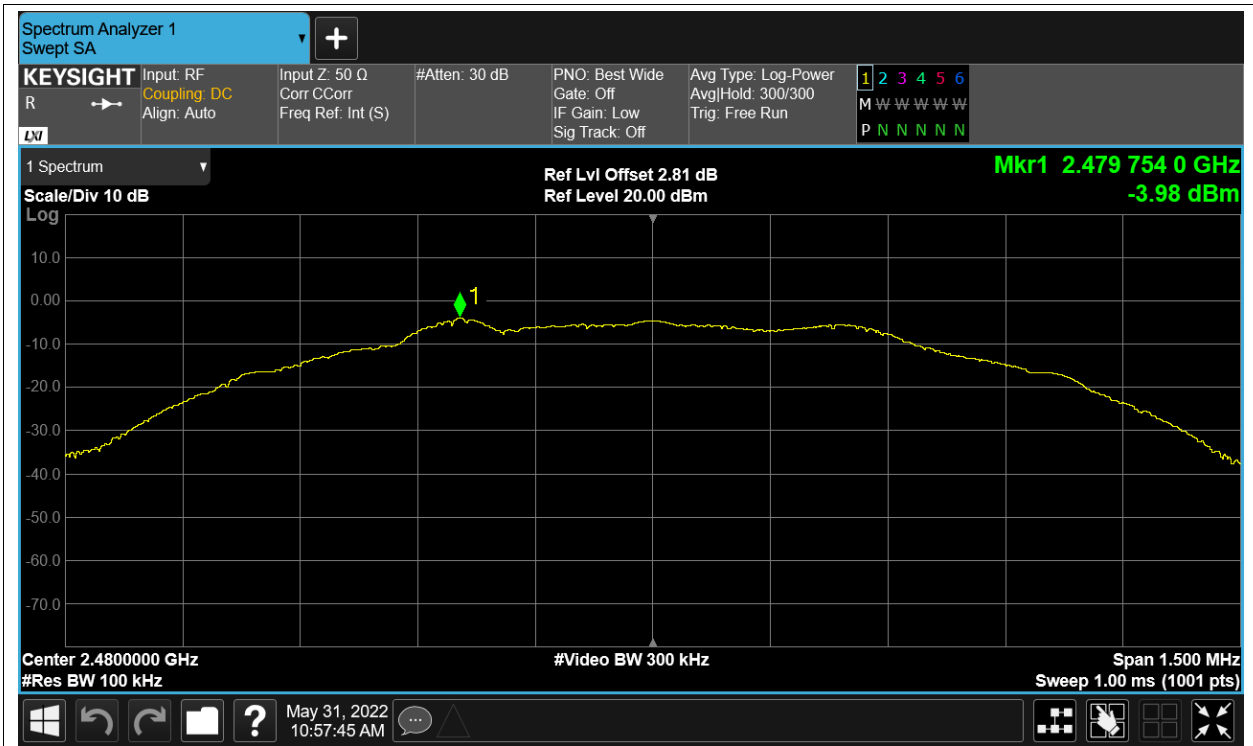 Spectrum Analyzer 1
Swept SA
KEYSIGHT
R
LXI
Input: RF
Coupling: DC
Align: Auto
Input Z: 50 Ω
Corr CCorr
Freq Ref: Int (S)
#Atten: 30 dB
PNO: Best Wide
Gate: Off
IF Gain: Low
Sig Track: Off
Avg Type: Log-Power
Avg|Hold: 300/300
Trig: Free Run
1 2 3 4 5 6
M W W W W W
P N N N N N
1 Spectrum
Scale/Div 10 dB
Log
Ref Lvl Offset 2.81 dB
Ref Level 20.00 dBm
Mkr1 2.479 754 0 GHz
-3.98 dBm
1
10.0
0.00
-10.0
-20.0
-30.0
-40.0
-50.0
-60.0
-70.0
Center 2.4800000 GHz
#Res BW 100 kHz
#Video BW 300 kHz
Span 1.500 MHz
Sweep 1.00 ms (1001 pts)
?
May 31, 2022
10:57:45 AM